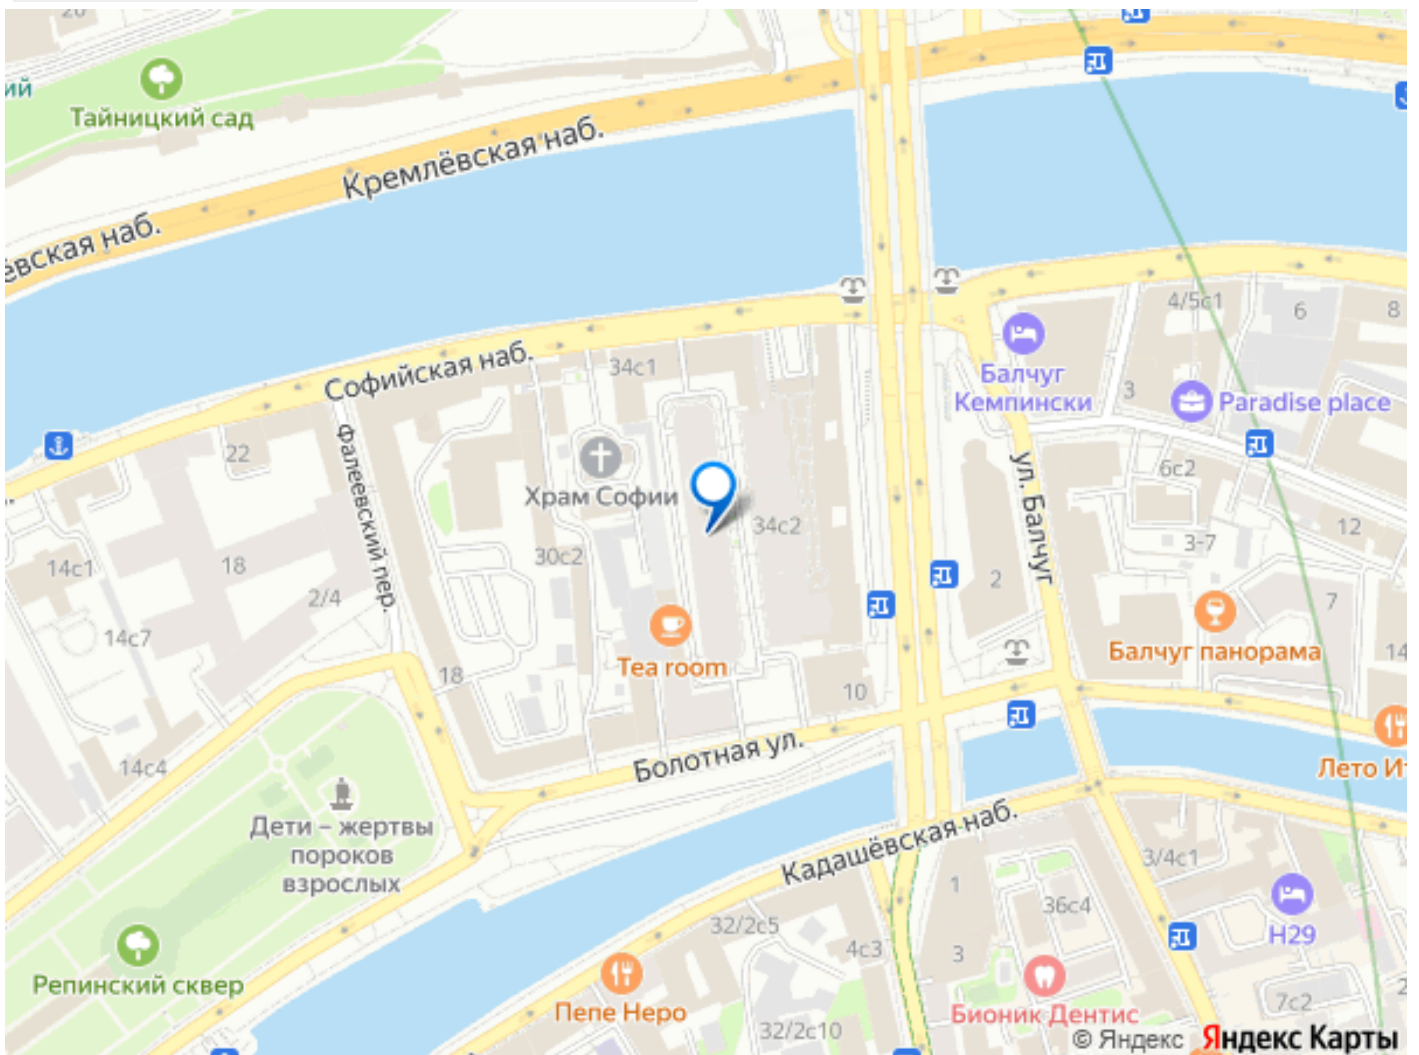 20
ий
Тайницкий сад
Кремлёвская наб.
ёвская наб.
4/5с1
6
8
Софийская наб.
34с1
Балчуг
Кемпински
3
Paradise place
22
Фалеевский пер.
Храм Софии
ул. Балчуг
6с2
34с2
12
14с1
18
30с2
3-7
2/4
2
7
14с7
Tea room
Балчуг панорама
14
18
10
Болотная ул.
14с4
Лето Ит
Дети – жертвы
пороков
взрослых
Кадашёвская наб.
3/4с1
1
36с4
32/2с5
4с3
3
Н29
Репинский сквер
Пепе Неро
Бионик Дентис
7с2
2
32/2с10
© Яндекс Яндекс Карты